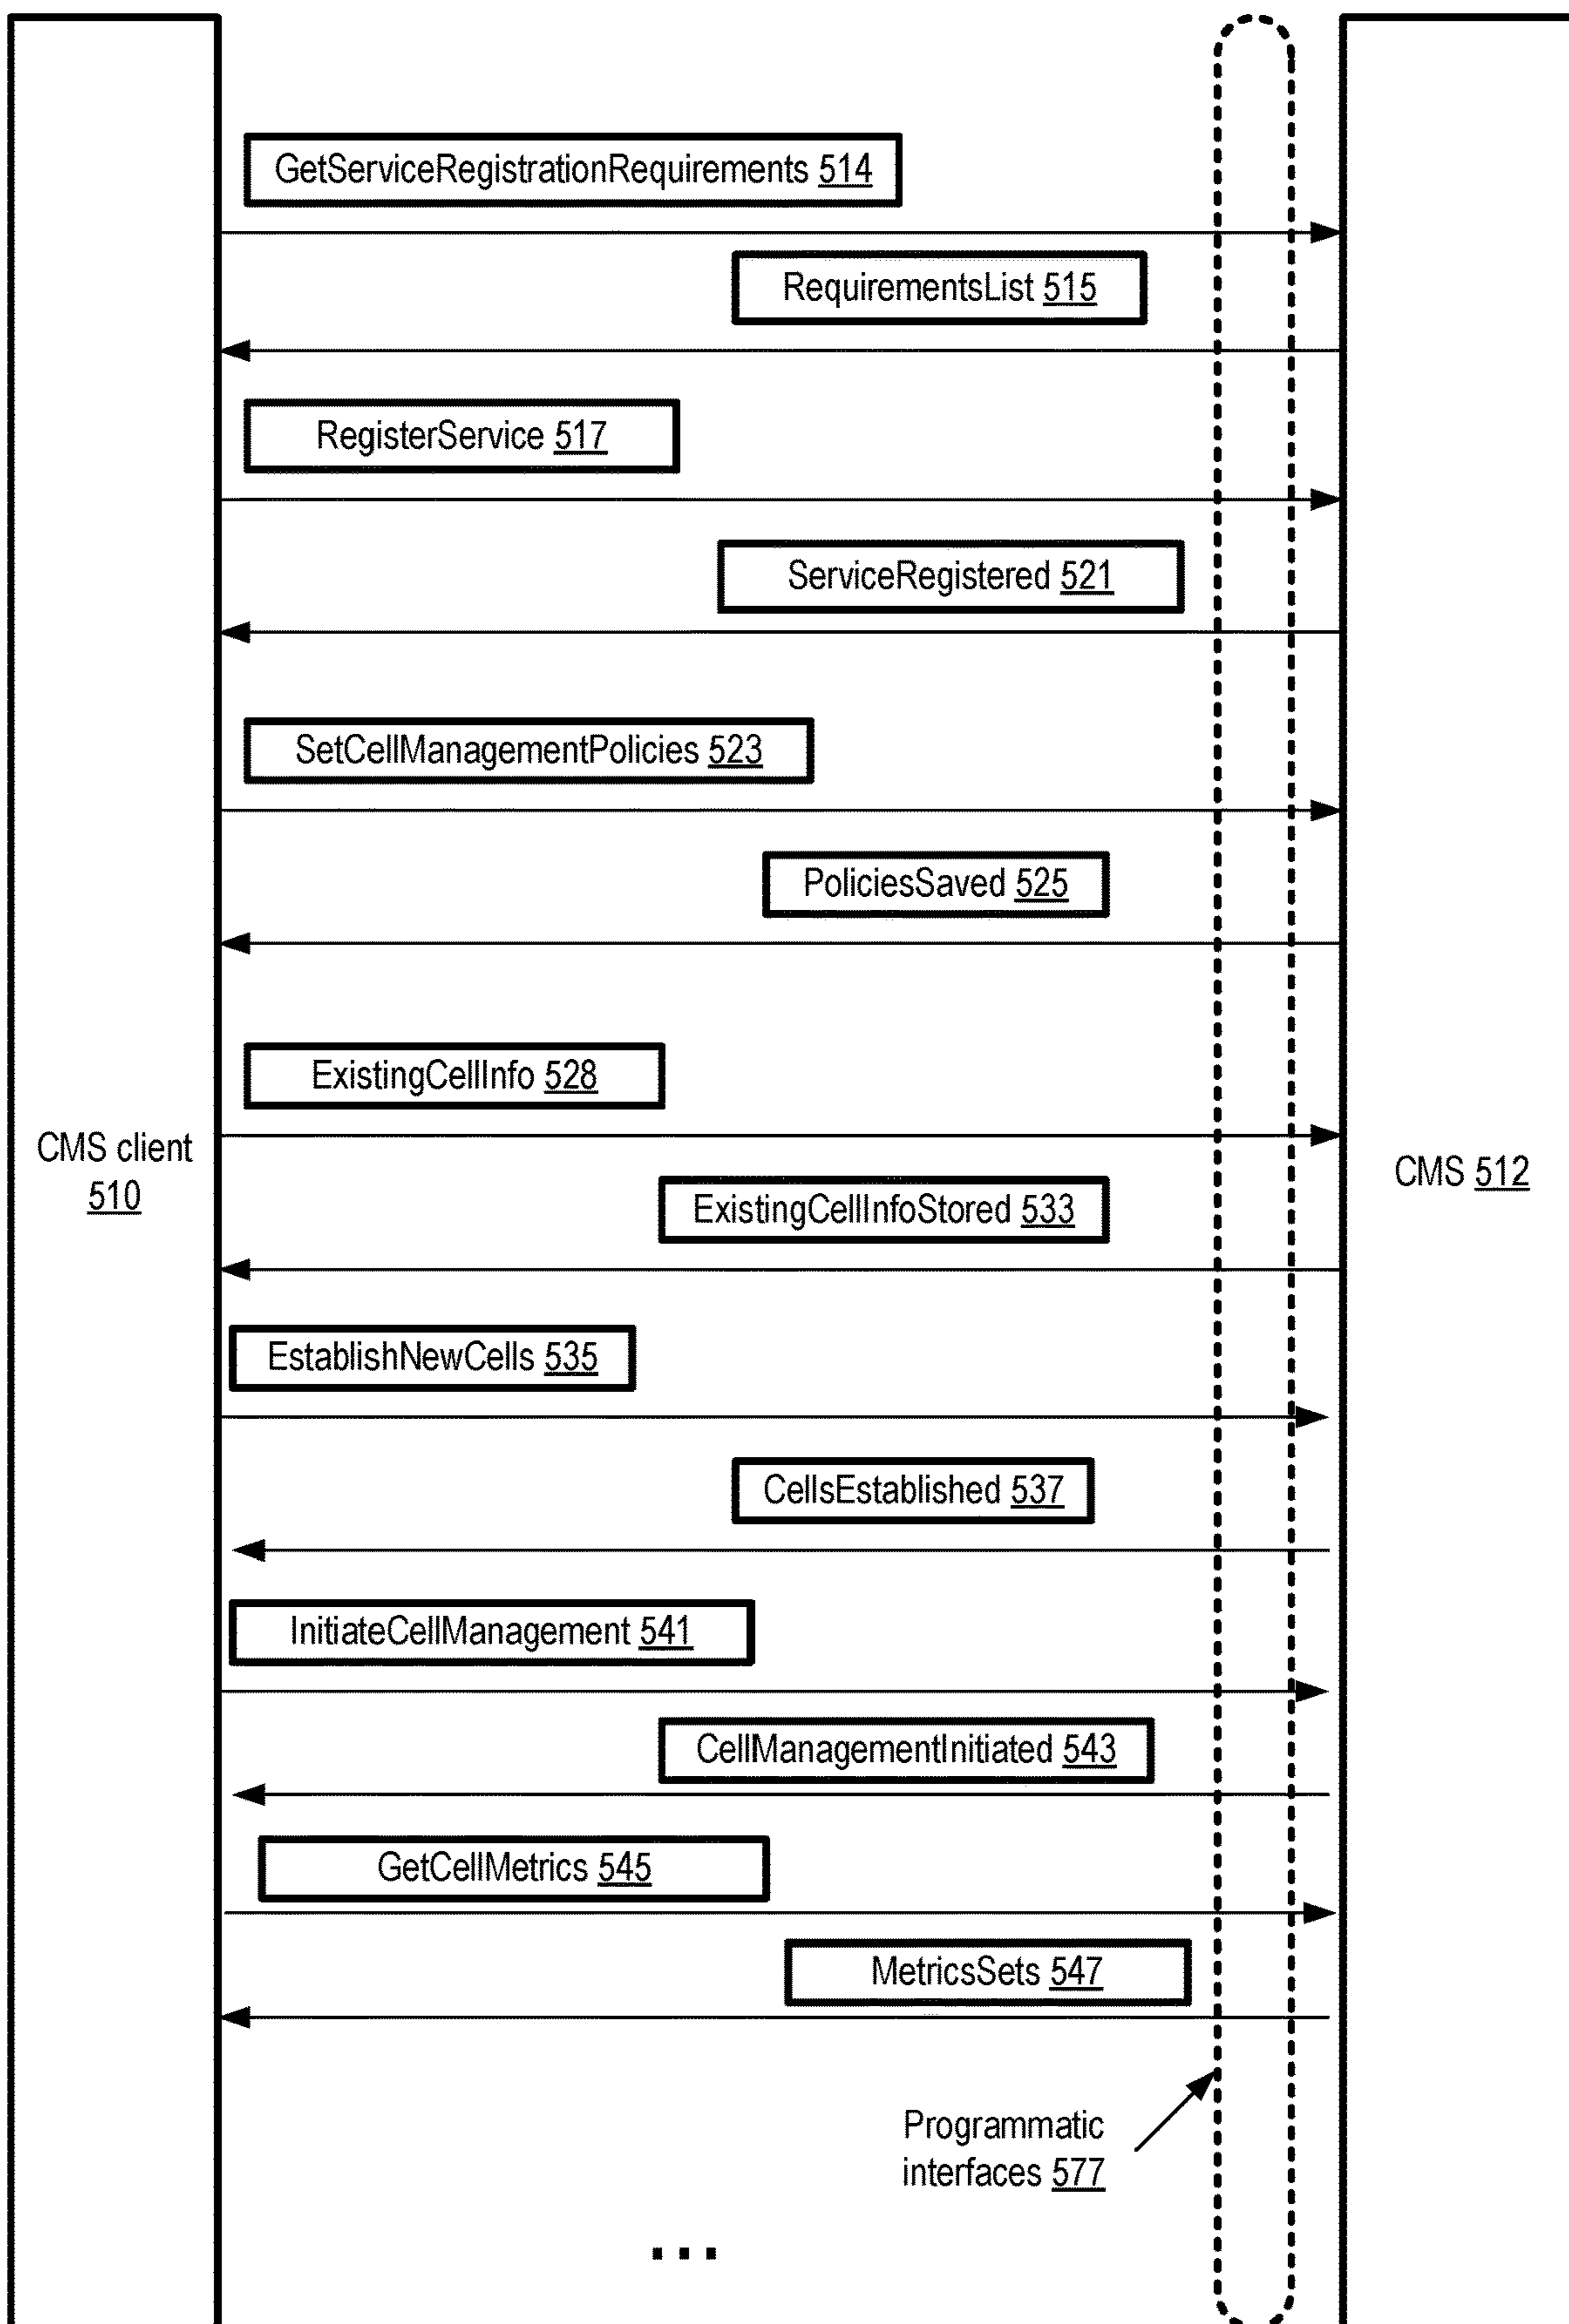 GetServiceRegistrationRequirements 514
RequirementsList 515
RegisterService 517
ServiceRegistered 521
SetCellManagementPolicies 523
PoliciesSaved 525
ExistingCellInfo 528
CMS client
510
CMS 512
ExistingCellInfoStored 533
EstablishNewCells 535
CellsEstablished 537
InitiateCellManagement 541
CellManagementInitiated 543
GetCellMetrics 545
MetricsSets 547
Programmatic
interfaces 577
...